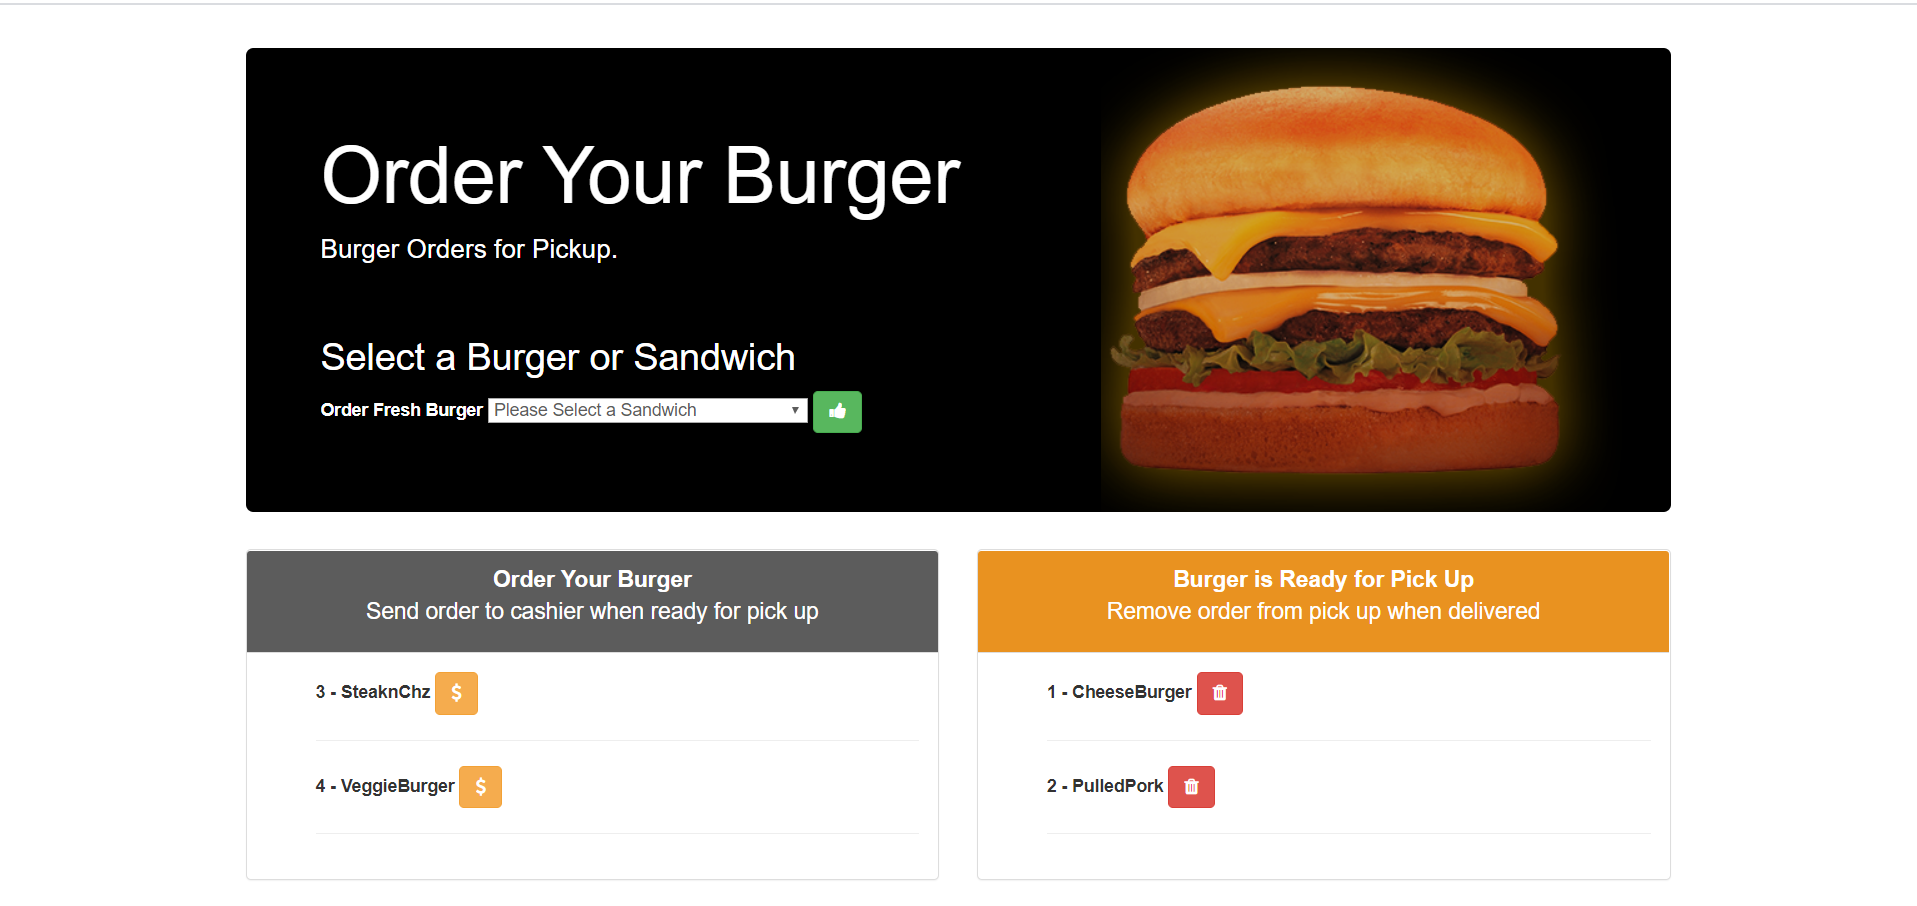 Order Your Burger
Burger Orders for Pickup.
Select a Burger or Sandwich
Order Fresh Burger Please Select a Sandwich
Order Your Burger
Send order to cashier when ready for pick up
3 - SteaknChz $
4 - VeggieBurger $
Burger is Ready for Pick Up
Remove order from pick up when delivered
1 - CheeseBurger
2 - PulledPork